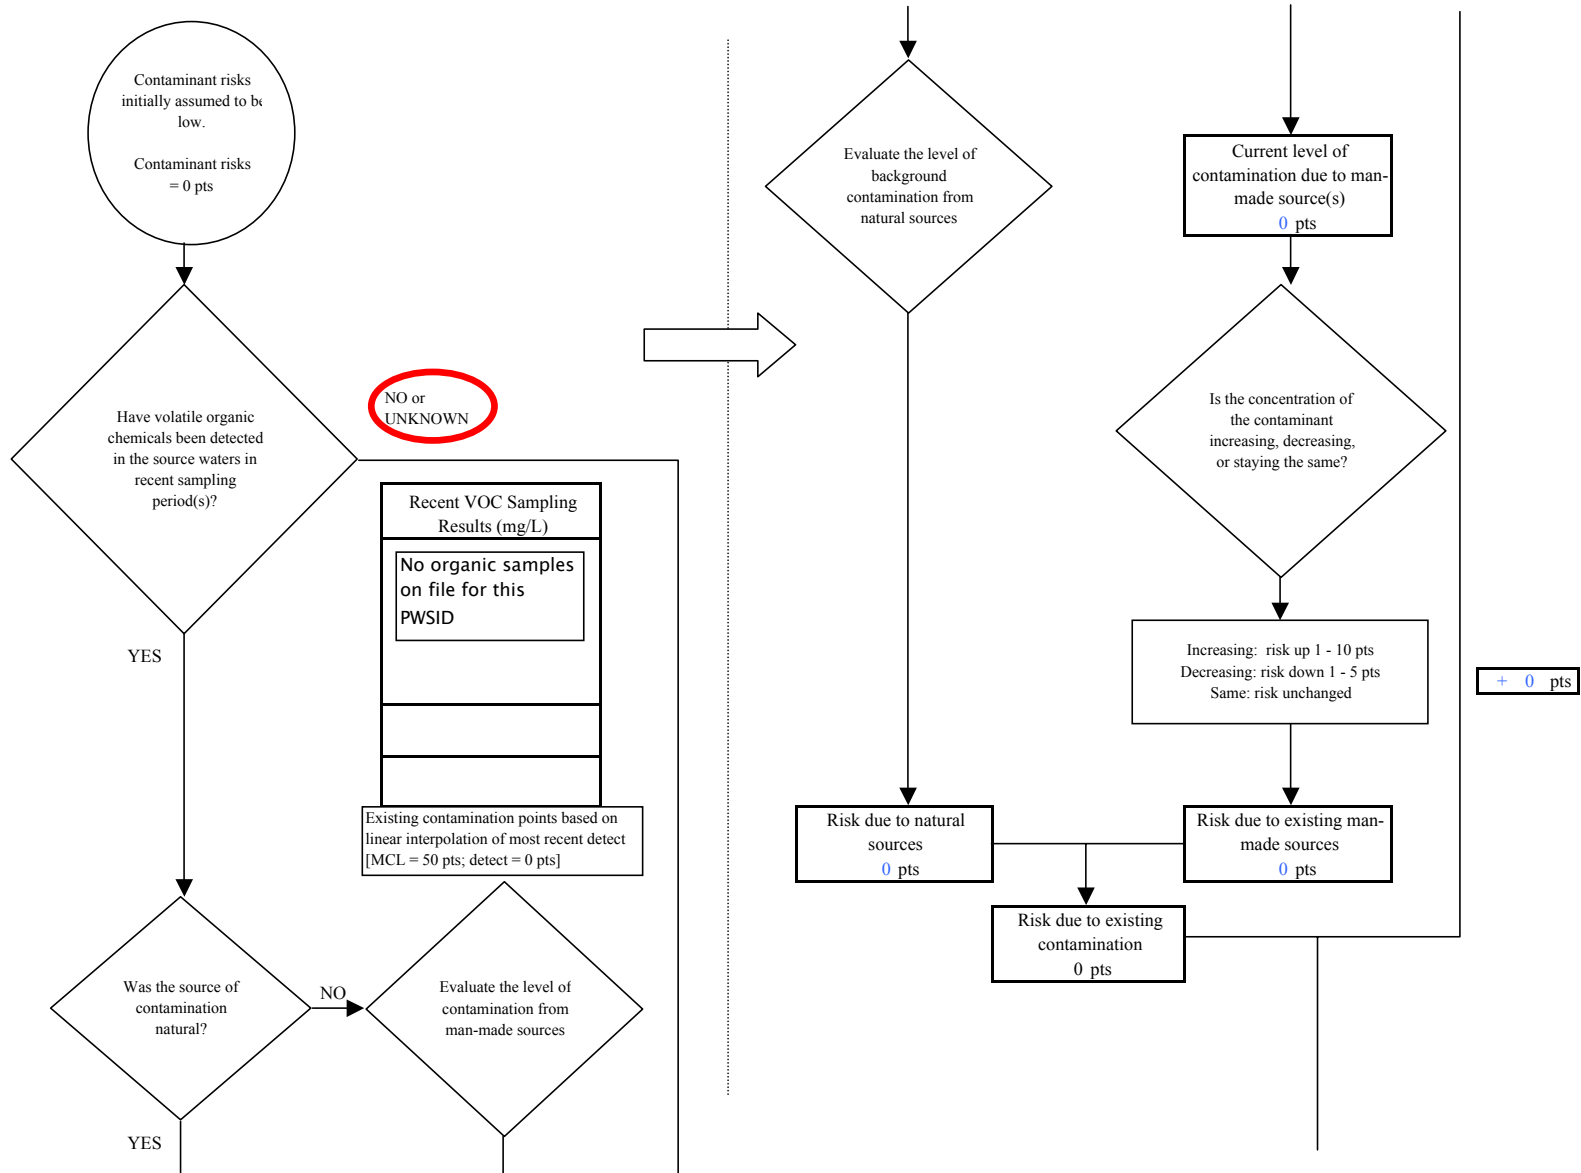 Contaminant risks
initially assumed to be
low.
Contaminant risks
= 0 pts
Have volatile organic
chemicals been detected
in the source waters in
recent sampling
period(s)?
NO or
UNKNOWN
Recent VOC Sampling
Results (mg/L)
No organic samples
on file for this
PWSID
YES
Existing contamination points based on
linear interpolation of most recent detect
[MCL = 50 pts; detect = 0 pts]
Was the source of
contamination
natural?
NO
Evaluate the level of
contamination from
man-made sources
YES
Evaluate the level of
background
contamination from
natural sources
Current level of
contamination due to man-
made source(s)
0 pts
Is the concentration of
the contaminant
increasing, decreasing,
or staying the same?
Increasing: risk up 1 - 10 pts
Decreasing: risk down 1 - 5 pts
Same: risk unchanged
+ 0 pts
Risk due to natural
sources
0 pts
Risk due to existing man-
made sources
0 pts
Risk due to existing
contamination
0 pts